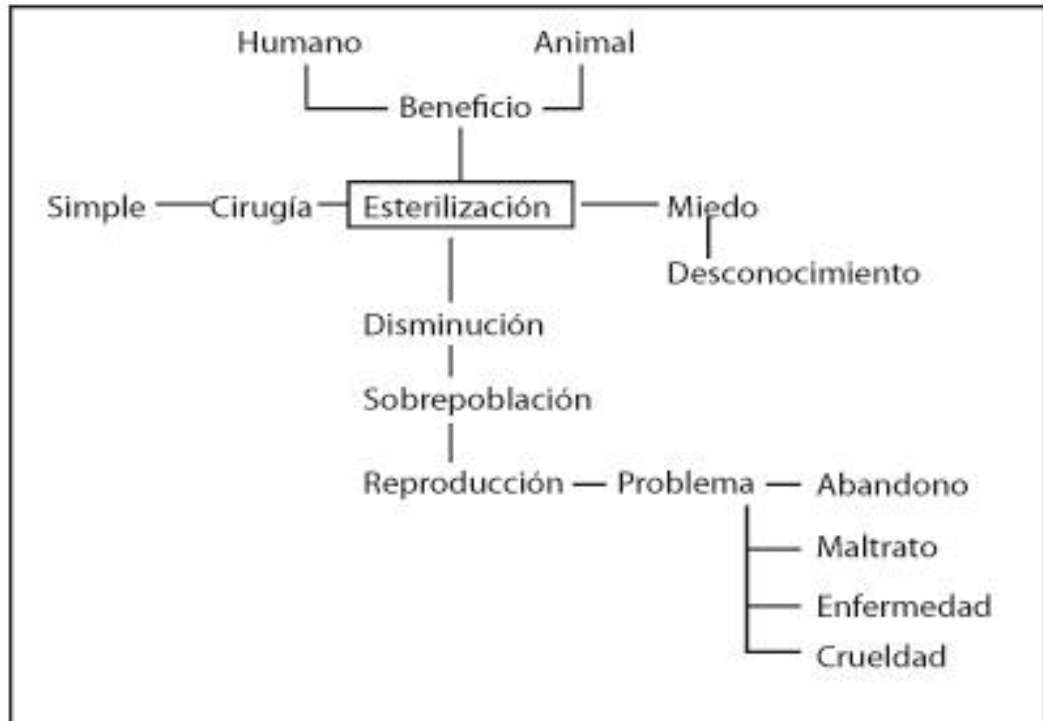 Humano Animal
Beneficio
Simple Cirugía Esterilización Miedo
Desconocimiento
Disminución
Sobrepoblación
Reproducción Problema Abandono
Maltrato
Enfermedad
Crueldad